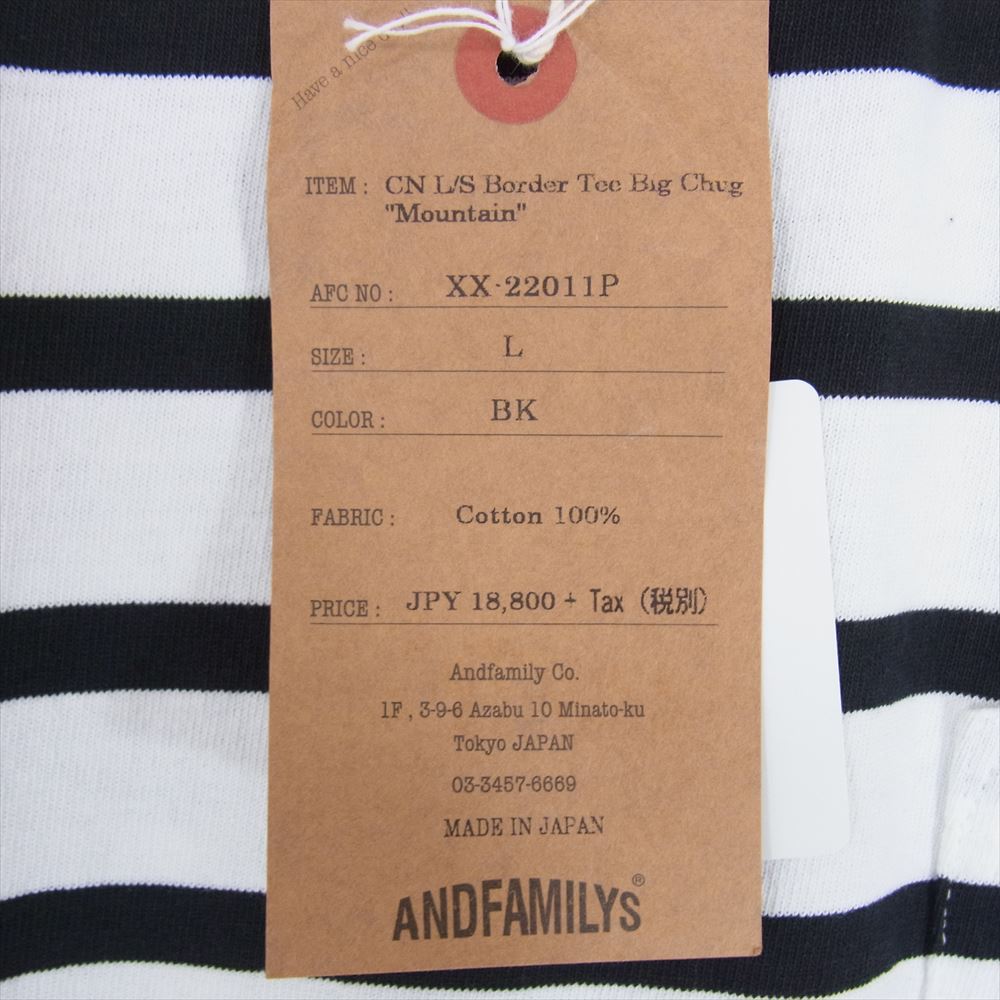 Have a nice day"
ITEM : CN L/S Border Tee Big Chug
"Mountain"
AFC NO : XX-22011P
SIZE : L
COLOR : BK
FABRIC : Cotton 100%
PRICE : JPY 18,800 + Tax (税別)
Andfamily Co.
1F , 3-9-6 Azabu 10 Minato-ku
Tokyo JAPAN
03-3457-6669
MADE IN JAPAN
ANDFAMILYS®